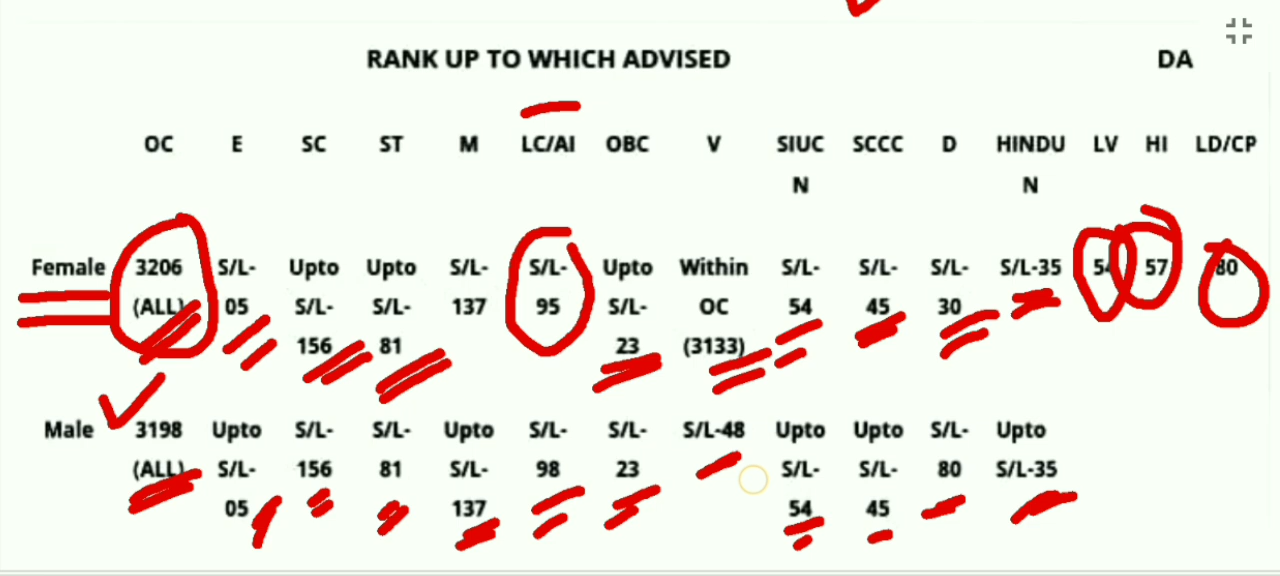 RANK UP TO WHICH ADVISED DA
OC E SC ST M LC/AI OBC V SIUC SCCC D HINDU LV HI LD/CP
N N
Female 3206 S/L- Upto Upto S/L- S/L- Upto Within S/L- S/L- S/L- S/L-35 54 57 80
(ALL) 05 S/L- S/L- 137 95 S/L- OC 54 45 30
156 81 23 (3133)
Male 3198 Upto S/L- S/L- Upto S/L- S/L- S/L-48 Upto Upto S/L- Upto
(ALL) S/L- 156 81 S/L- 98 23 S/L- S/L- 80 S/L-35
05 137 54 45